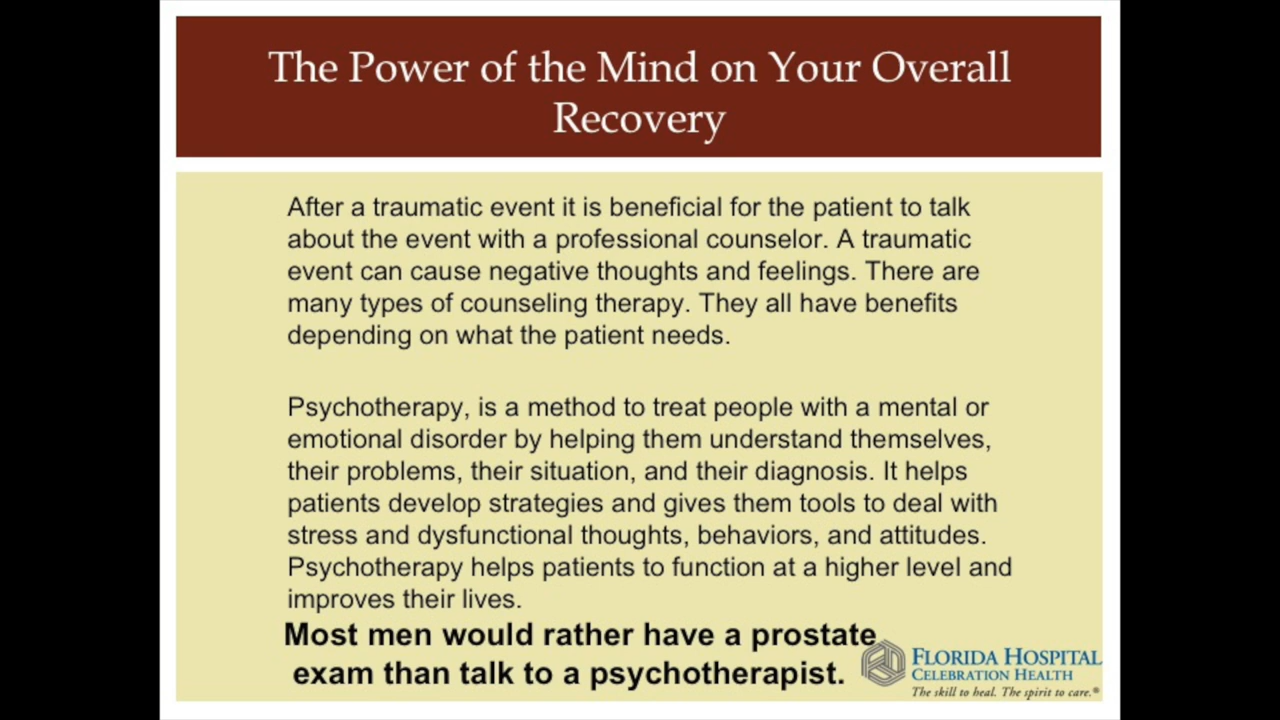 The Power of the Mind on Your Overall
Recovery
After a traumatic event it is beneficial for the patient to talk
about the event with a professional counselor. A traumatic
event can cause negative thoughts and feelings. There are
many types of counseling therapy. They all have benefits
depending on what the patient needs.
Psychotherapy, is a method to treat people with a mental or
emotional disorder by helping them understand themselves,
their problems, their situation, and their diagnosis. It helps
patients develop strategies and gives them tools to deal with
stress and dysfunctional thoughts, behaviors, and attitudes.
Psychotherapy helps patients to function at a higher level and
improves their lives.
Most men would rather have a prostate
exam than talk to a psychotherapist.
FLORIDA HOSPITAL
CELEBRATION HEALTH
The skill to heal. The spirit to care.®